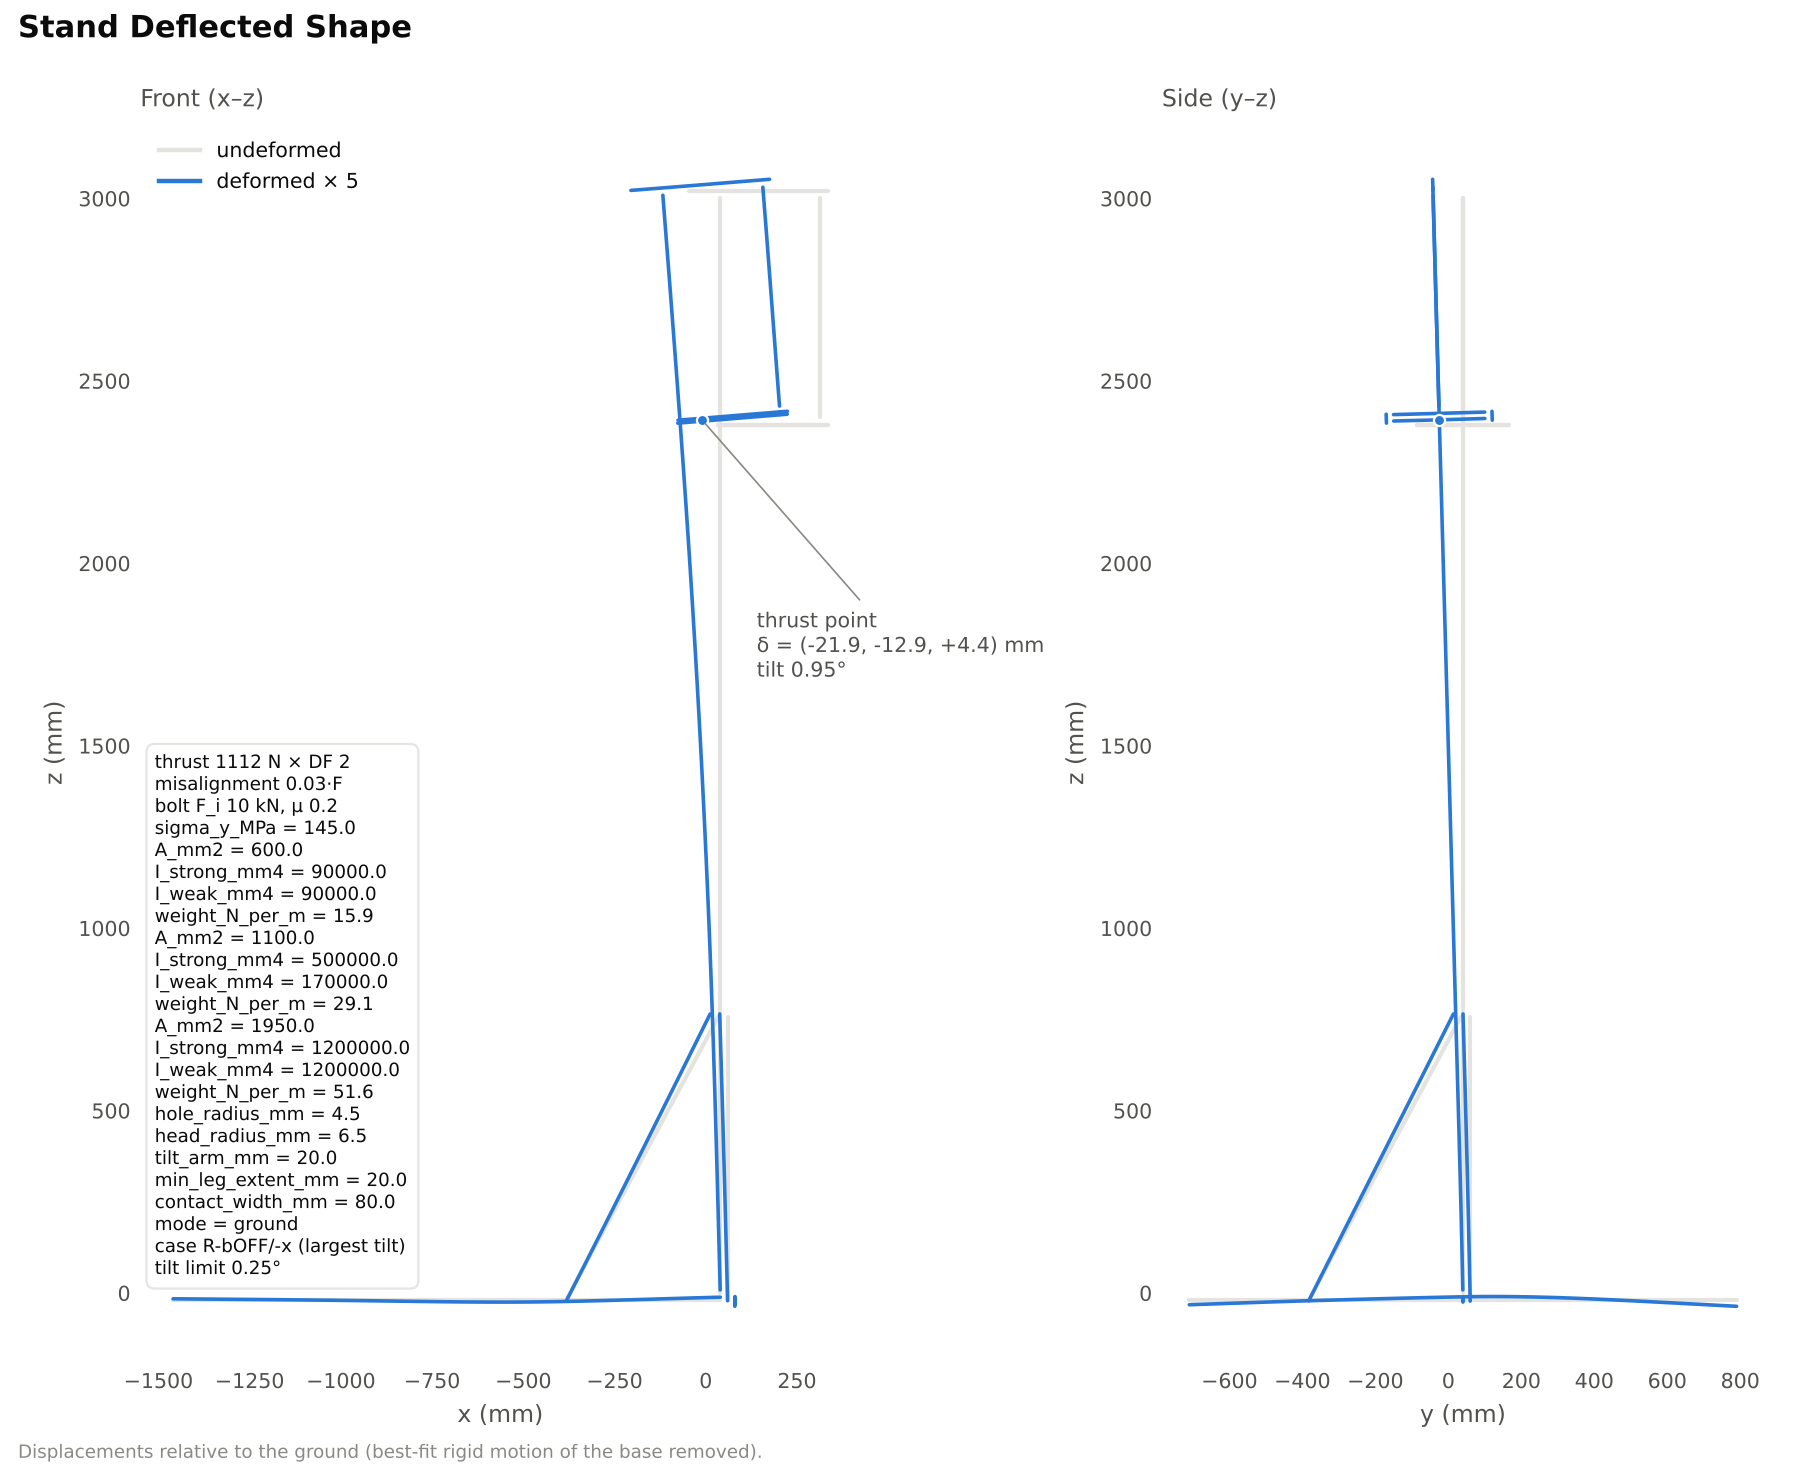 Stand Deflected Shape
Front (x–z)
undeformed
deformed × 5
3000
2500
2000
1500
1000
500
0
z (mm)
thrust point
δ = (-21.9, -12.9, +4.4) mm
tilt 0.95°
thrust 1112 N × DF 2
misalignment 0.03·F
bolt F_i 10 kN, μ 0.2
sigma_y_MPa = 145.0
A_mm2 = 600.0
I_strong_mm4 = 90000.0
I_weak_mm4 = 90000.0
weight_N_per_m = 15.9
A_mm2 = 1100.0
I_strong_mm4 = 500000.0
I_weak_mm4 = 170000.0
weight_N_per_m = 29.1
A_mm2 = 1950.0
I_strong_mm4 = 1200000.0
I_weak_mm4 = 1200000.0
weight_N_per_m = 51.6
hole_radius_mm = 4.5
head_radius_mm = 6.5
tilt_arm_mm = 20.0
min_leg_extent_mm = 20.0
contact_width_mm = 80.0
mode = ground
case R-bOFF/-x (largest tilt)
tilt limit 0.25°
−1500 −1250 −1000 −750 −500 −250 0 250
x (mm)
Side (y–z)
3000
2500
2000
1500
1000
500
0
z (mm)
−600 −400 −200 0 200 400 600 800
y (mm)
Displacements relative to the ground (best-fit rigid motion of the base removed).